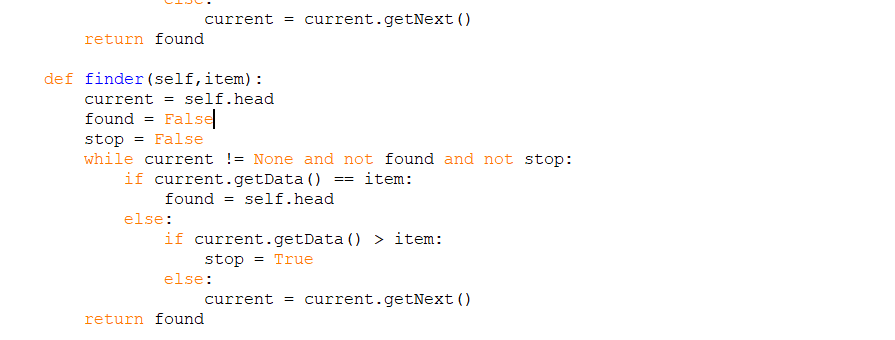 else:
current = current.getNext()
return found
def finder(self,item):
current = self.head
found = False
stop = False
while current != None and not found and not stop:
if current.getData() == item:
found = self.head
else:
if current.getData() > item:
stop = True
else:
current = current.getNext()
return found